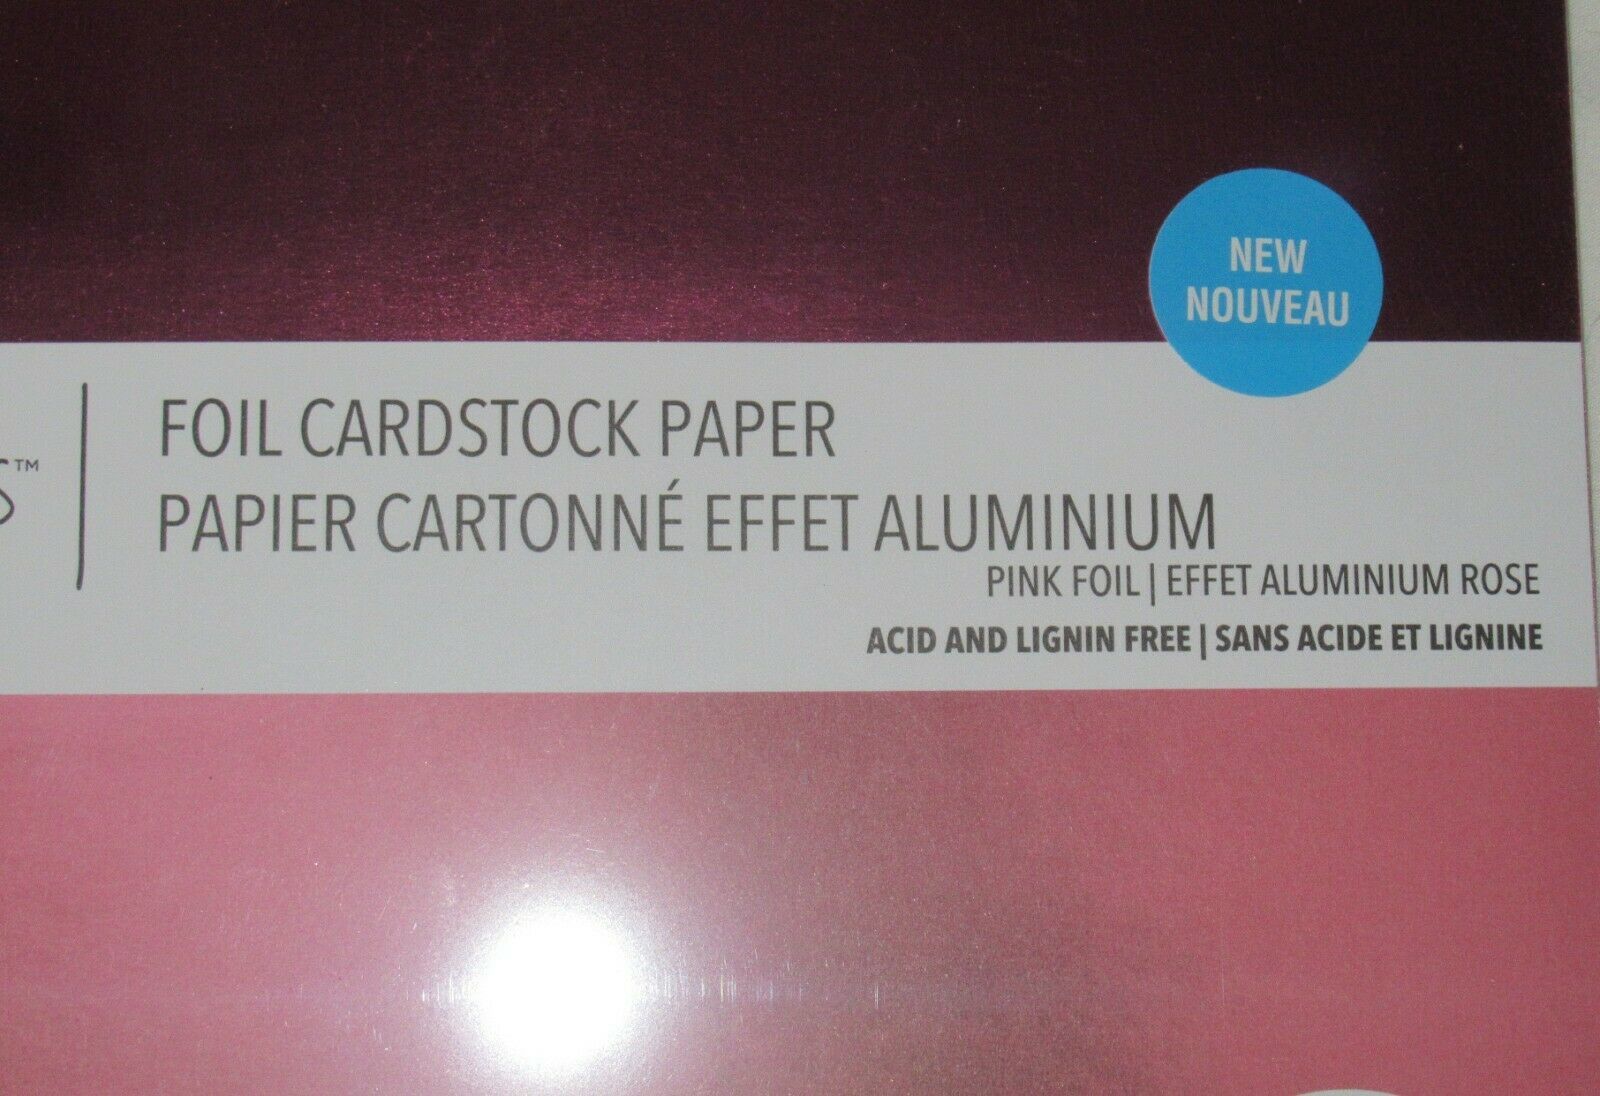 NEW
NOUVEAU
™
FOIL CARDSTOCK PAPER
PAPIER CARTONNÉ EFFET ALUMINIUM
PINK FOIL | EFFET ALUMINIUM ROSE
ACID AND LIGNIN FREE | SANS ACIDE ET LIGNINE